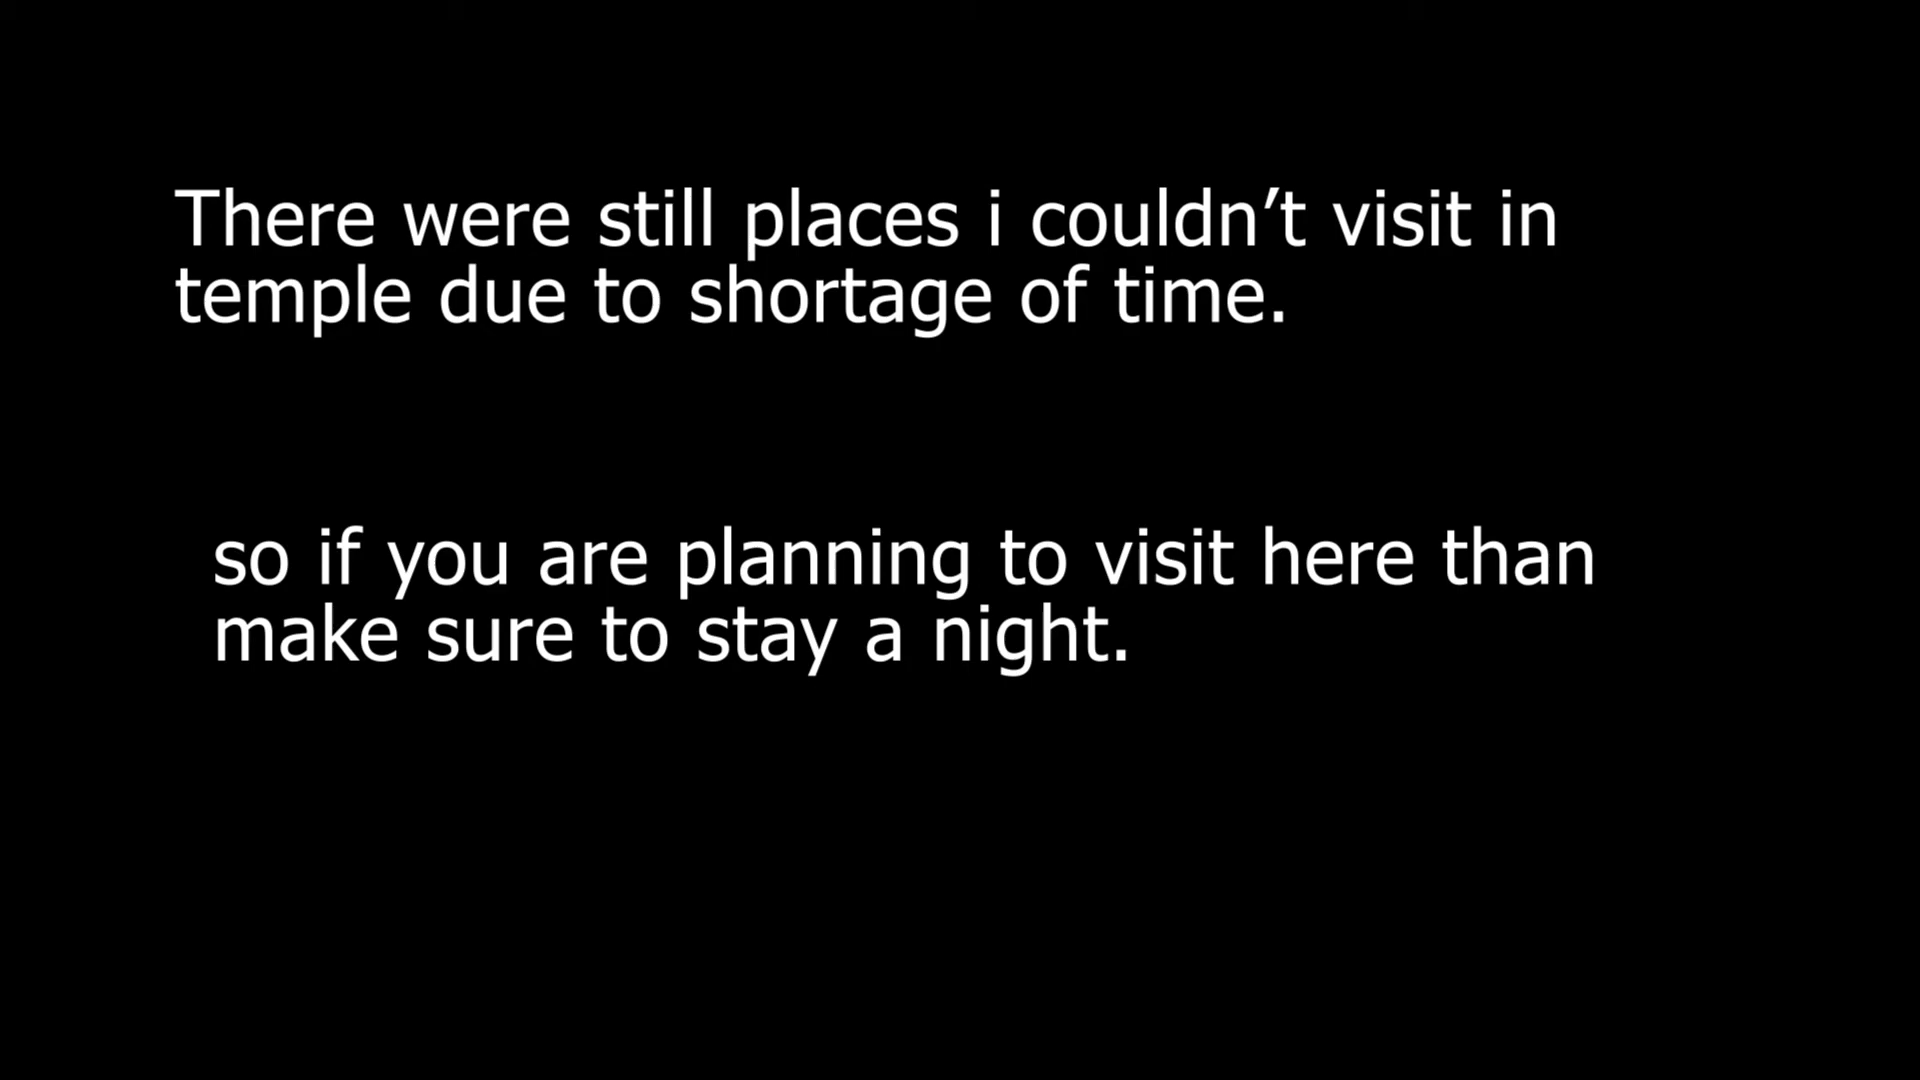 There were still places i couldn’t visit in
temple due to shortage of time.
so if you are planning to visit here than
make sure to stay a night.